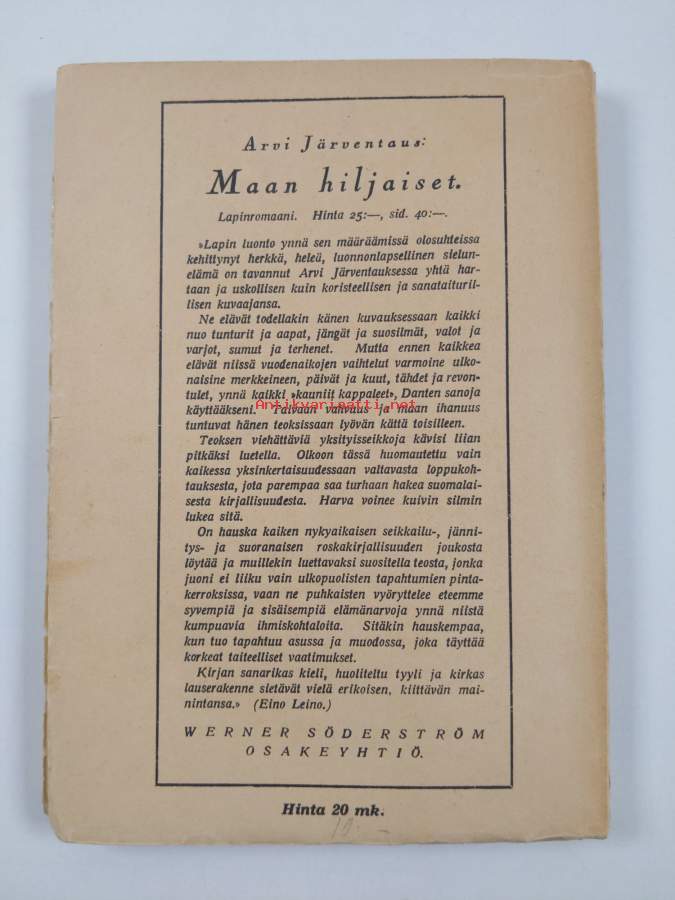 Arvi Järventaus:
Maan hiljaiset.
Lapinromaani. Hinta 25:—, sid. 40:—.
»Lapin luonto ynnä sen määräämissä olosuhteissa
kehittynyt herkkä, heleä, luonnonlapsellinen sielun-
elämä on tavannut Arvi Järventauksessa yhtä har-
taan ja uskollisen kuin koristeellisen ja sanataituril-
lisen kuvaajansa.
Ne elävät todellakin känen kuvauksessaan kaikki
nuo tunturit ja aapat, jängät ja suosilmät, valot ja
varjot, sumut ja terhenet. Mutta ennen kaikkea
elävät niissä vuodenaikojen vaihtelut varmoine ulko-
naisine merkkeineen, päivät ja kuut, tähdet ja revon-
tulet, ynnä kaikki »kauniit kappaleet», Danten sanoja
käyttääkseni. Taivaan vahvuus ja maan ihanuus
Antikvariaatti.net
tuntuvat hänen teoksissaan lyövän kättä toisilleen.
Teoksen viehättäviä yksityisseikkoja kävisi liian
pitkäksi luetella. Olkoon tässä huomautettu vain
kaikessa yksinkertaisuudessaan valtavasta loppukoh-
tauksesta, jota parempaa saa turhaan hakea suomalai-
sesta kirjallisuudesta. Harva voinee kuivin silmin
lukea sitä.
On hauska kaiken nykyaikaisen seikkailu-, jänni-
tys- ja suoranaisen roskakirjallisuuden joukosta
löytää ja muillekin luettavaksi suositella teosta, jonka
juoni ei liiku vain ulkopuolisten tapahtumien pinta-
kerroksissa, vaan ne puhkaisten vyöryttelee eteemme
syvempiä ja sisäisempiä elämänarvoja ynnä niistä
kumpuavia ihmiskohtaloita. Sitäkin hauskempaa,
kun tuo tapahtuu asussa ja muodossa, joka täyttää
korkeat taiteelliset vaatimukset.
Kirjan sanarikas kieli, huoliteltu tyyli ja kirkas
lauserakenne sietävät vielä erikoisen, kiittävän mai-
nintansa.» (Eino Leino.)
WERNER SÖDERSTRÖM
OSAKEYHTIÖ.
Hinta 20 mk.